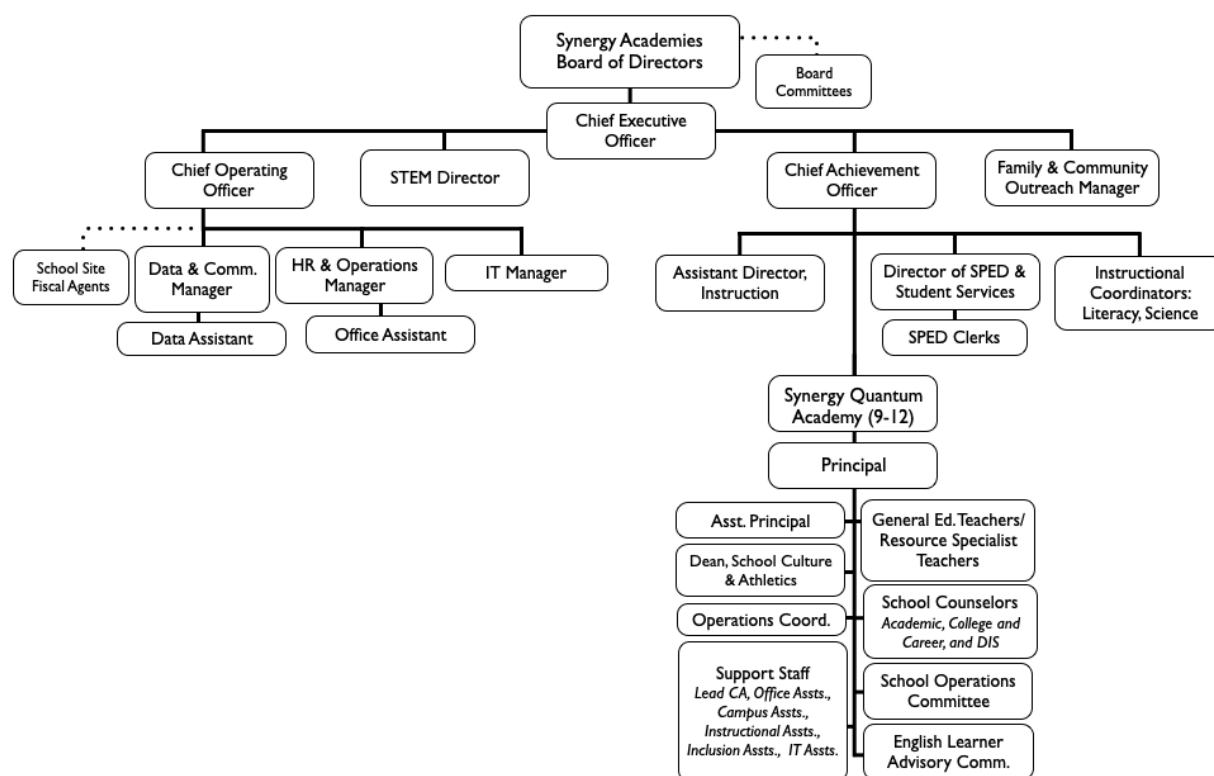 Synergy Academies
Board of Directors
Board
Committees
Chief Executive
Officer
Chief Operating
Officer
STEM Director
Chief Achievement
Officer
Family & Community
Outreach Manager
School Site
Fiscal Agents
Data & Comm.
Manager
HR & Operations
Manager
IT Manager
Assistant Director,
Instruction
Director of SPED &
Student Services
Instructional
Coordinators:
Literacy, Science
Data Assistant
Office Assistant
SPED Clerks
Synergy Quantum
Academy (9-12)
Principal
Asst. Principal
General Ed. Teachers/
Resource Specialist
Teachers
Dean, School Culture
& Athletics
Operations Coord.
School Counselors
Academic, College and
Career, and DIS
Support Staff
Lead CA, Office Assts.,
Campus Assts.,
Instructional Assts.,
Inclusion Assts., IT Assts.
School Operations
Committee
English Learner
Advisory Comm.